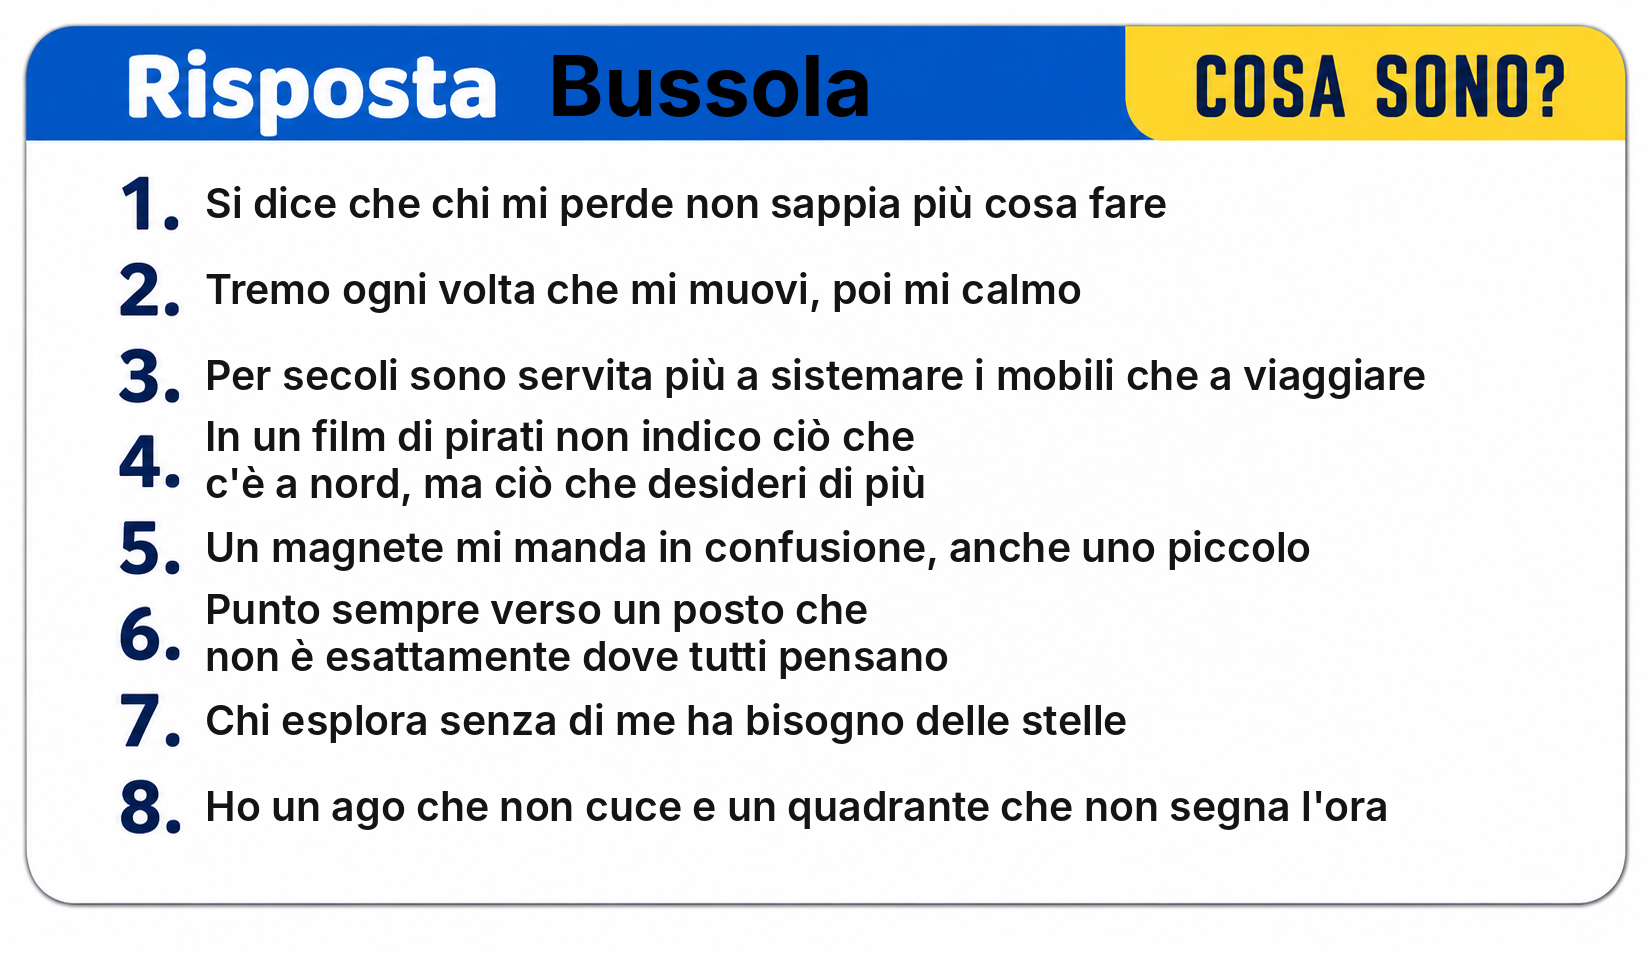 Risposta Bussola COSA SONO?
1. Si dice che chi mi perde non sappia più cosa fare
2. Tremo ogni volta che mi muovi, poi mi calmo
3. Per secoli sono servita più a sistemare i mobili che a viaggiare
4. In un film di pirati non indico ciò che
c'è a nord, ma ciò che desideri di più
5. Un magnete mi manda in confusione, anche uno piccolo
6. Punto sempre verso un posto che
non è esattamente dove tutti pensano
7. Chi esplora senza di me ha bisogno delle stelle
8. Ho un ago che non cuce e un quadrante che non segna l'ora